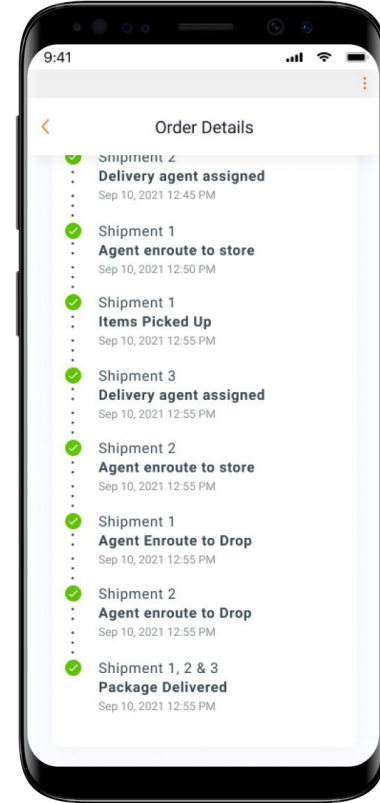 9:41
Order Details
Shipment 2
Delivery agent assigned
Sep 10, 2021 12:45 PM
Shipment 1
Agent enroute to store
Sep 10, 2021 12:50 PM
Shipment 1
Items Picked Up
Sep 10, 2021 12:55 PM
Shipment 3
Delivery agent assigned
Sep 10, 2021 12:55 PM
Shipment 2
Agent enroute to store
Sep 10, 2021 12:55 PM
Shipment 1
Agent Enroute to Drop
Sep 10, 2021 12:55 PM
Shipment 2
Agent enroute to Drop
Sep 10, 2021 12:55 PM
Shipment 1, 2 & 3
Package Delivered
Sep 10, 2021 12:55 PM